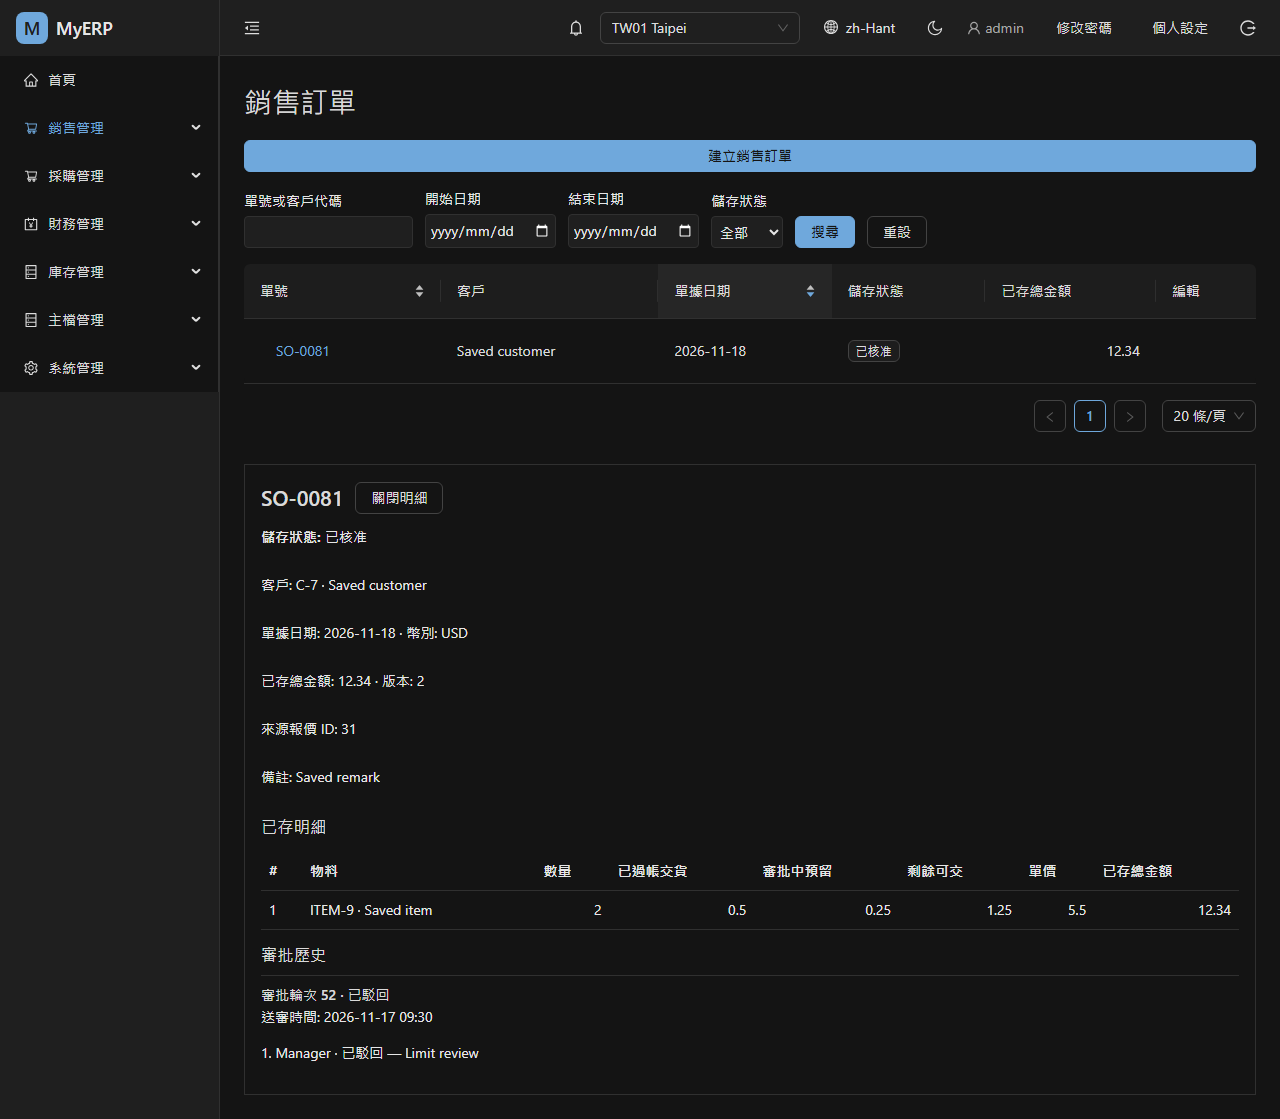 M MyERP
TW01 Taipei
zh-Hant
admin
修改密碼
個人設定
首頁
銷售管理
採購管理
財務管理
庫存管理
主檔管理
系統管理
銷售訂單
建立銷售訂單
單號或客戶代碼
開始日期
結束日期
儲存狀態
yyyy/mm/dd
yyyy/mm/dd
全部
搜尋
重設
單號 客戶 單據日期 儲存狀態 已存總金額 編輯
SO-0081 Saved customer 2026-11-18 已核准 12.34
< 1 > 20 條/頁
SO-0081 關閉明細
儲存狀態: 已核准
客戶: C-7 · Saved customer
單據日期: 2026-11-18 · 幣別: USD
已存總金額: 12.34 · 版本: 2
來源報價 ID: 31
備註: Saved remark
已存明細
# 物料 數量 已過帳交貨 審批中預留 剩餘可交 單價 已存總金額
1 ITEM-9 · Saved item 2 0.5 0.25 1.25 5.5 12.34
審批歷史
審批輪次 52 · 已駁回
送審時間: 2026-11-17 09:30
1. Manager · 已駁回 — Limit review